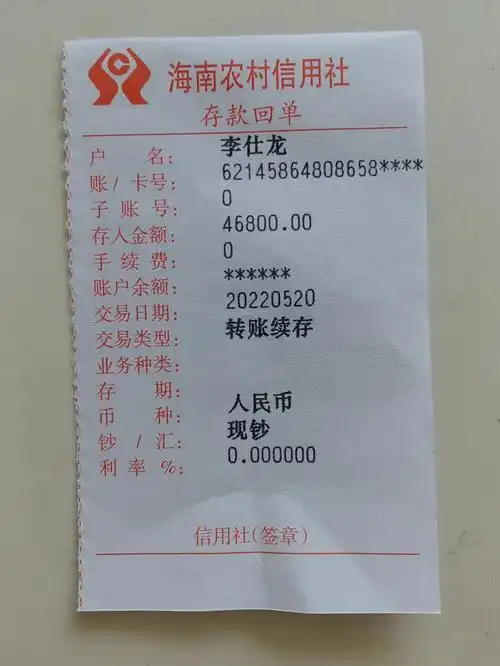 海南农村信用社
存款回单
户 名： 李仕龙
账/卡号： 62145864808658****
子 账 号： 0
存入金额： 46800.00
手 续 费： 0
账户余额： ******
交易日期： 20220520
交易类型： 转账续存
业务种类：
存 期：
币 种： 人民币
钞 / 汇： 现钞
利 率 %： 0.000000
信用社(签章)